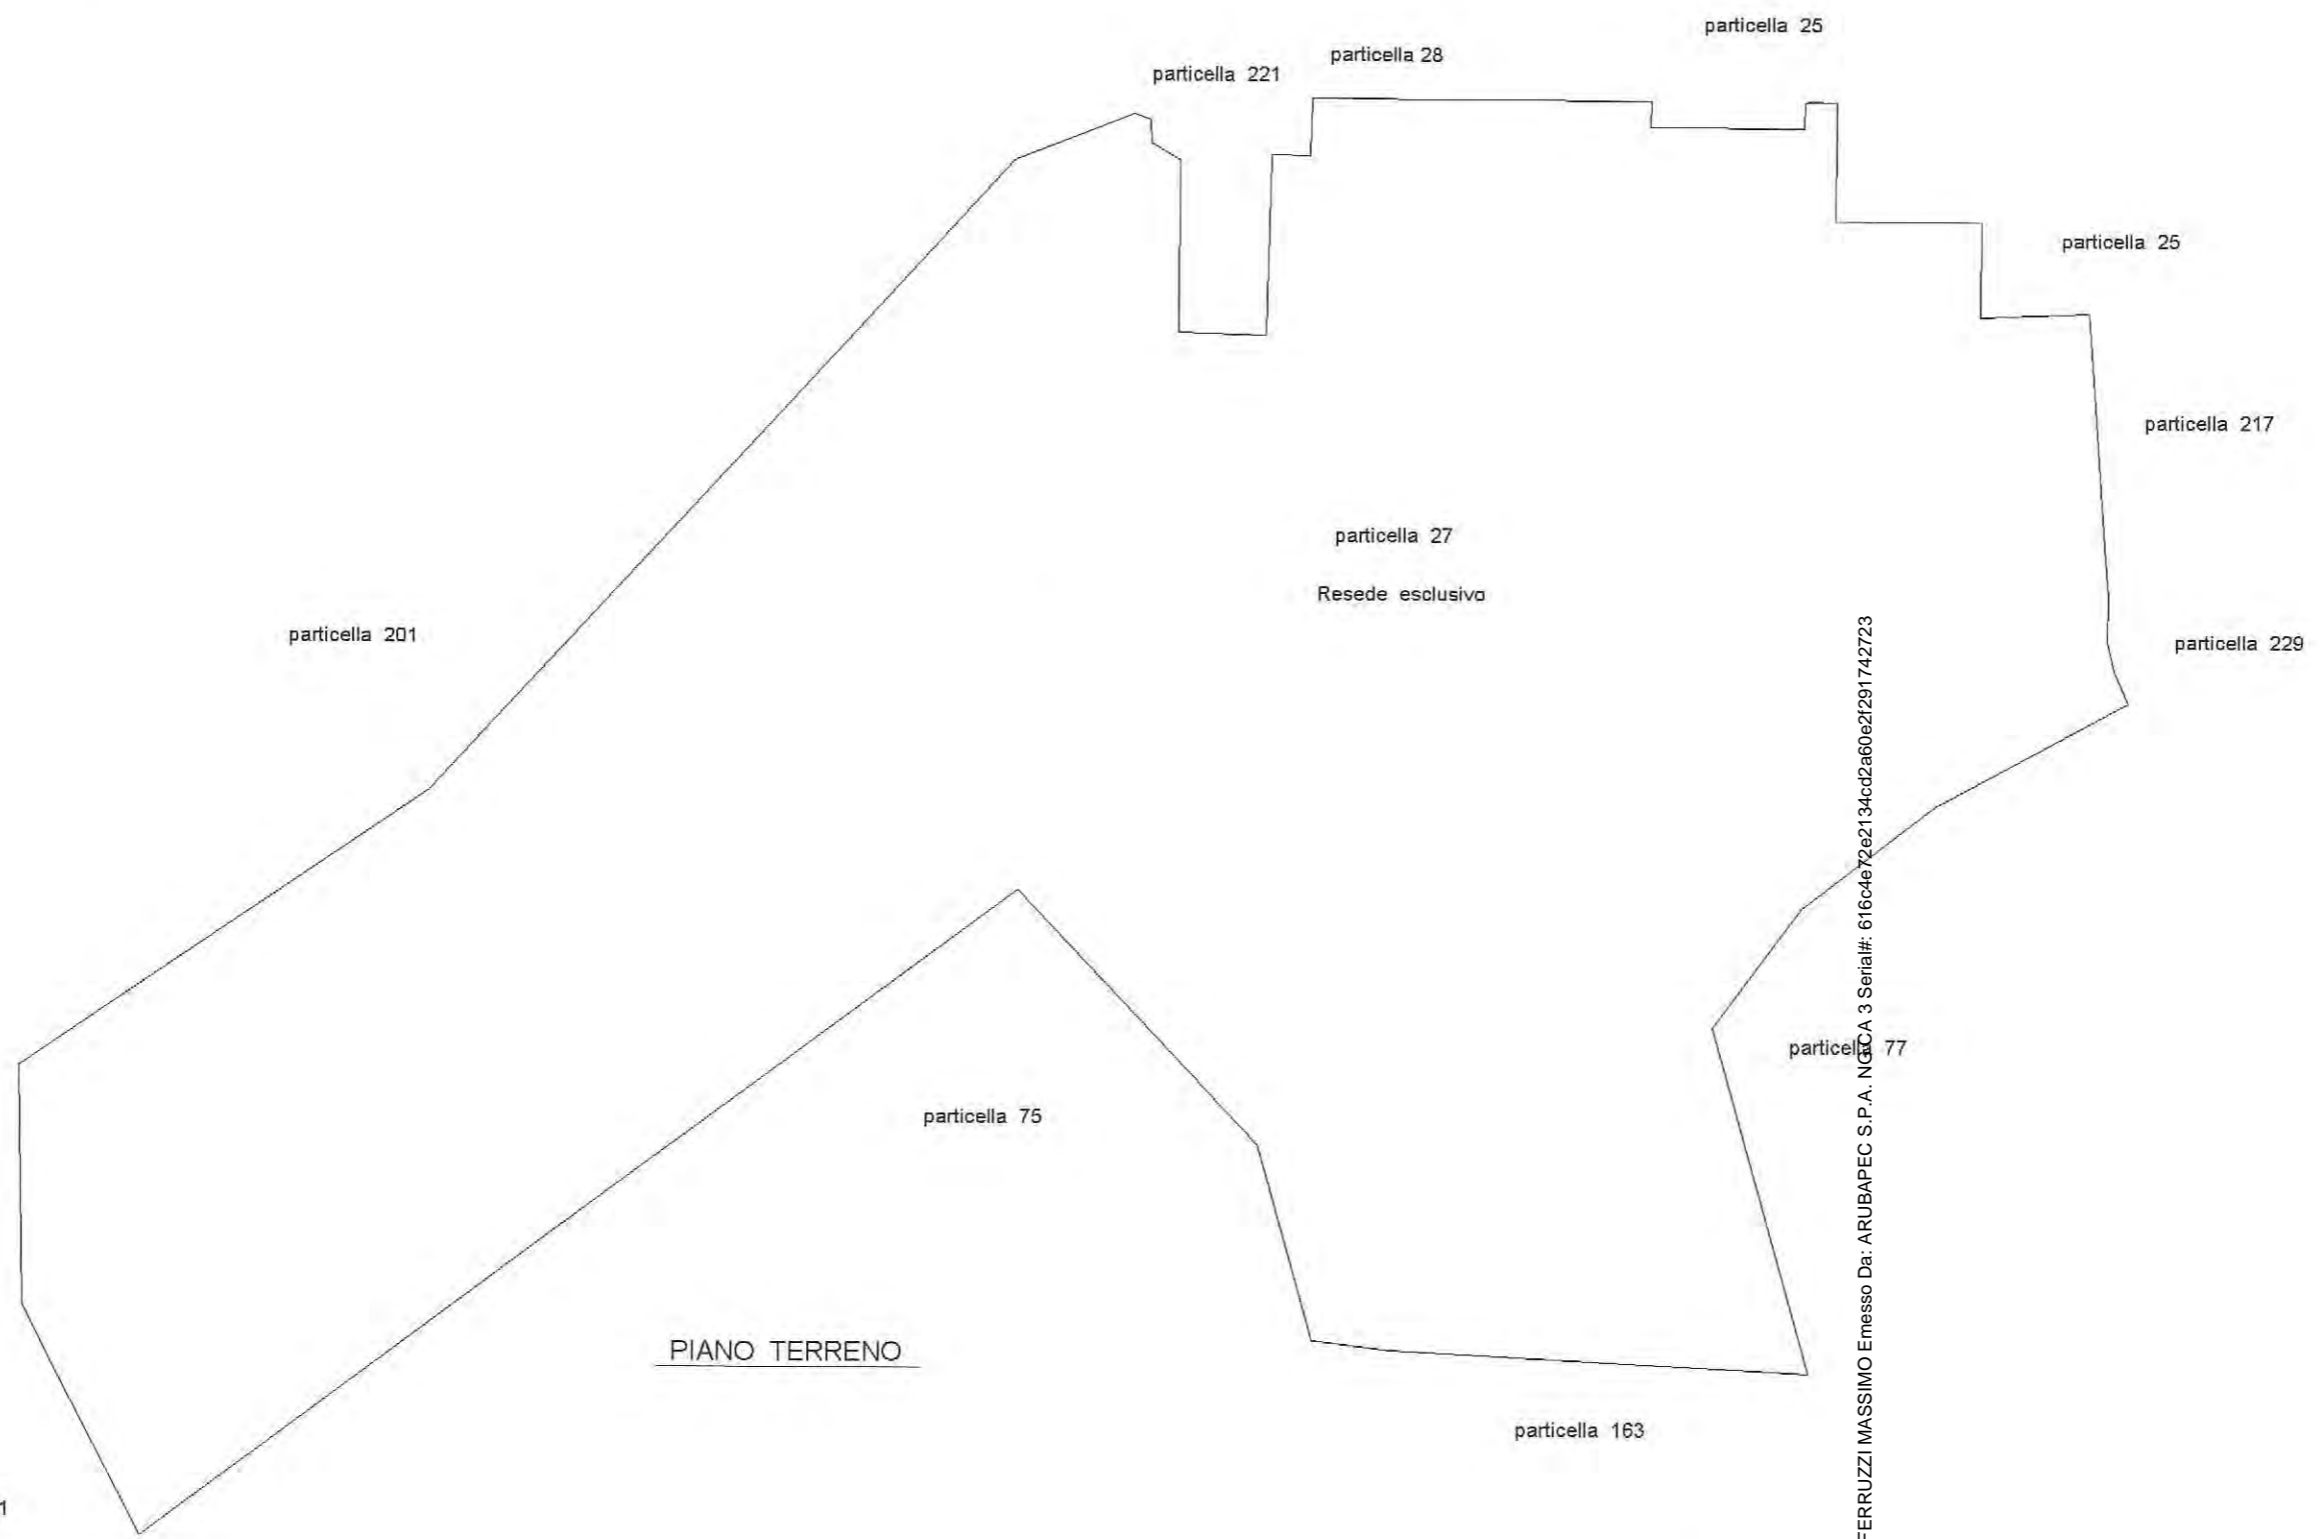 particella 25
particella 28
particella 221
particella 25
particella 217
particella 27
Resede esclusivo
particella 201
particella 229
particella 77
particella 75
PIANO TERRENO
particella 163
1
FERRUZZI MASSIMO Emesso Da: ARUBAPEC S.P.A. NG CA 3 Serial#: 616c4e72e2134cd2a60e2f291742723 -